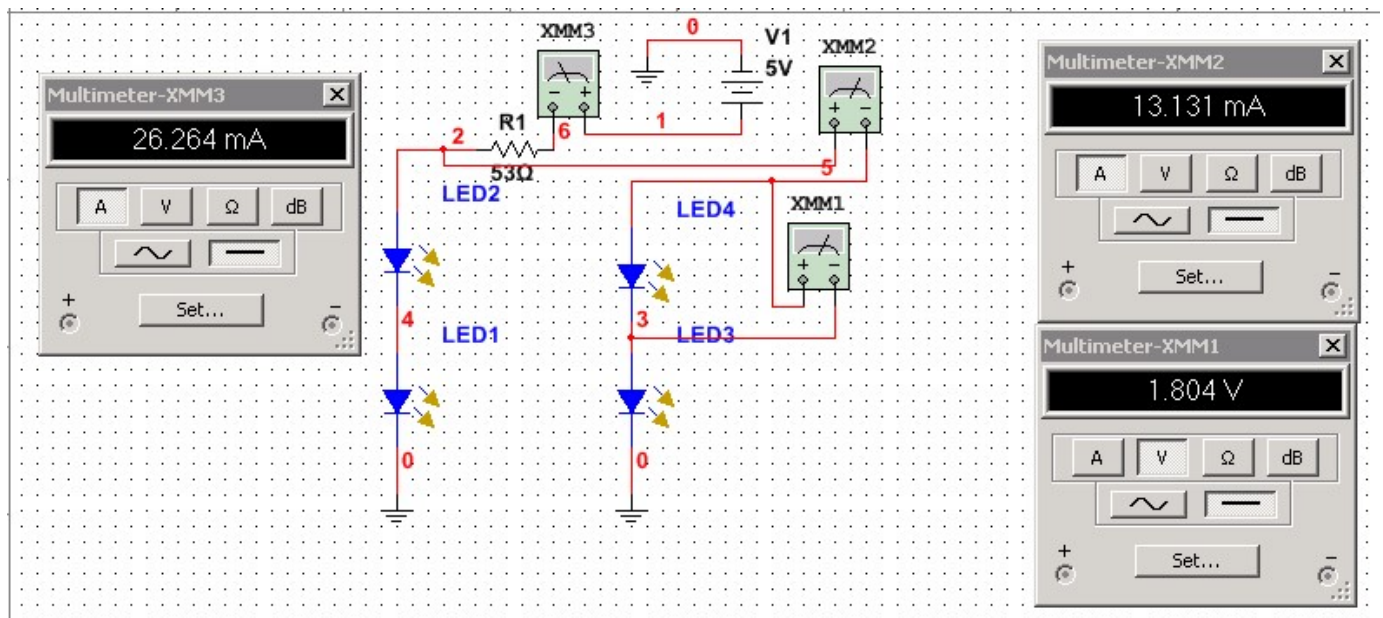 Multimeter-XMM3
26.264 mA
A V Ω dB
Set...
+ −
XMM3
− +
0
V1
5V
XMM2
+ −
R1
6
1
2
53Ω
5
LED2
LED4
XMM1
+ −
4
3
LED1
LED3
0
0
Multimeter-XMM2
13.131 mA
A V Ω dB
Set...
+ −
Multimeter-XMM1
1.804 V
A V Ω dB
Set...
+ −